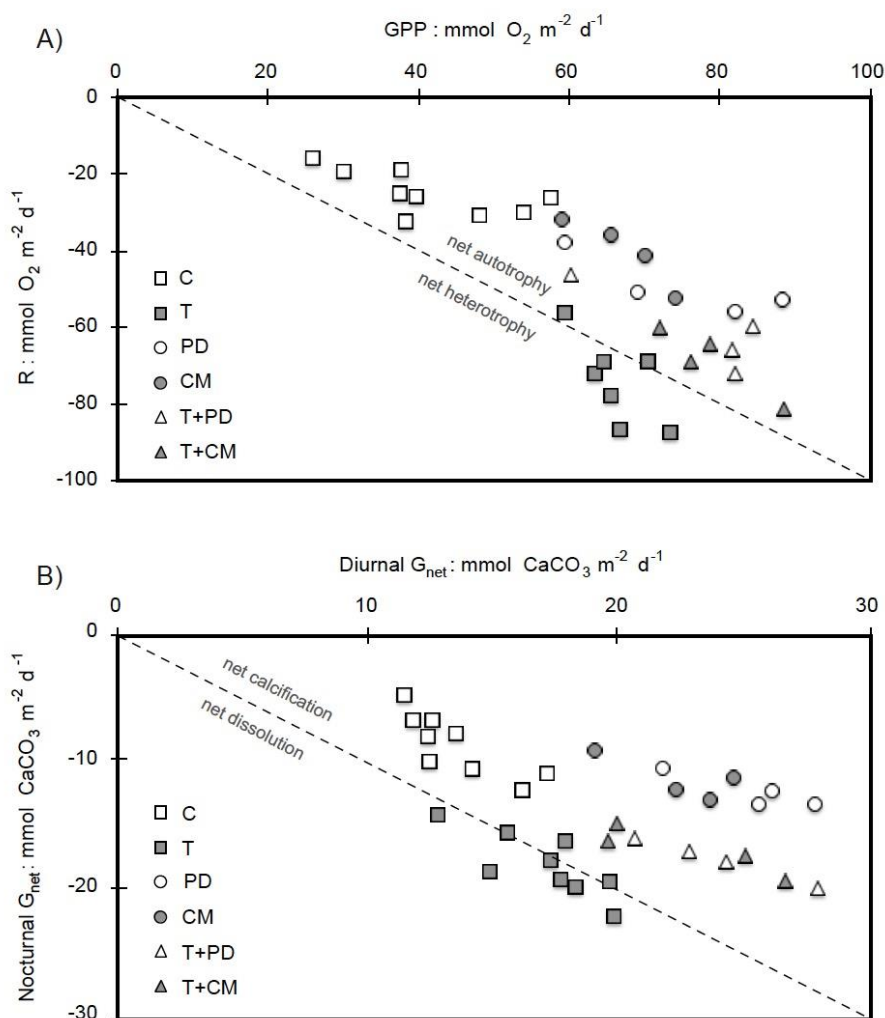 A)
GPP : mmol O₂ m⁻² d⁻¹
0 20 40 60 80 100
0
-20
-40
-60
-80
-100
R : mmol O₂ m⁻² d⁻¹
net autotrophy
net heterotrophy
C
T
PD
CM
T+PD
T+CM
B)
Diurnal Gₙₑₜ : mmol CaCO₃ m⁻² d⁻¹
0 10 20 30
0
-10
-20
-30
Nocturnal Gₙₑₜ : mmol CaCO₃ m⁻² d⁻¹
net calcification
net dissolution
C
T
PD
CM
T+PD
T+CM